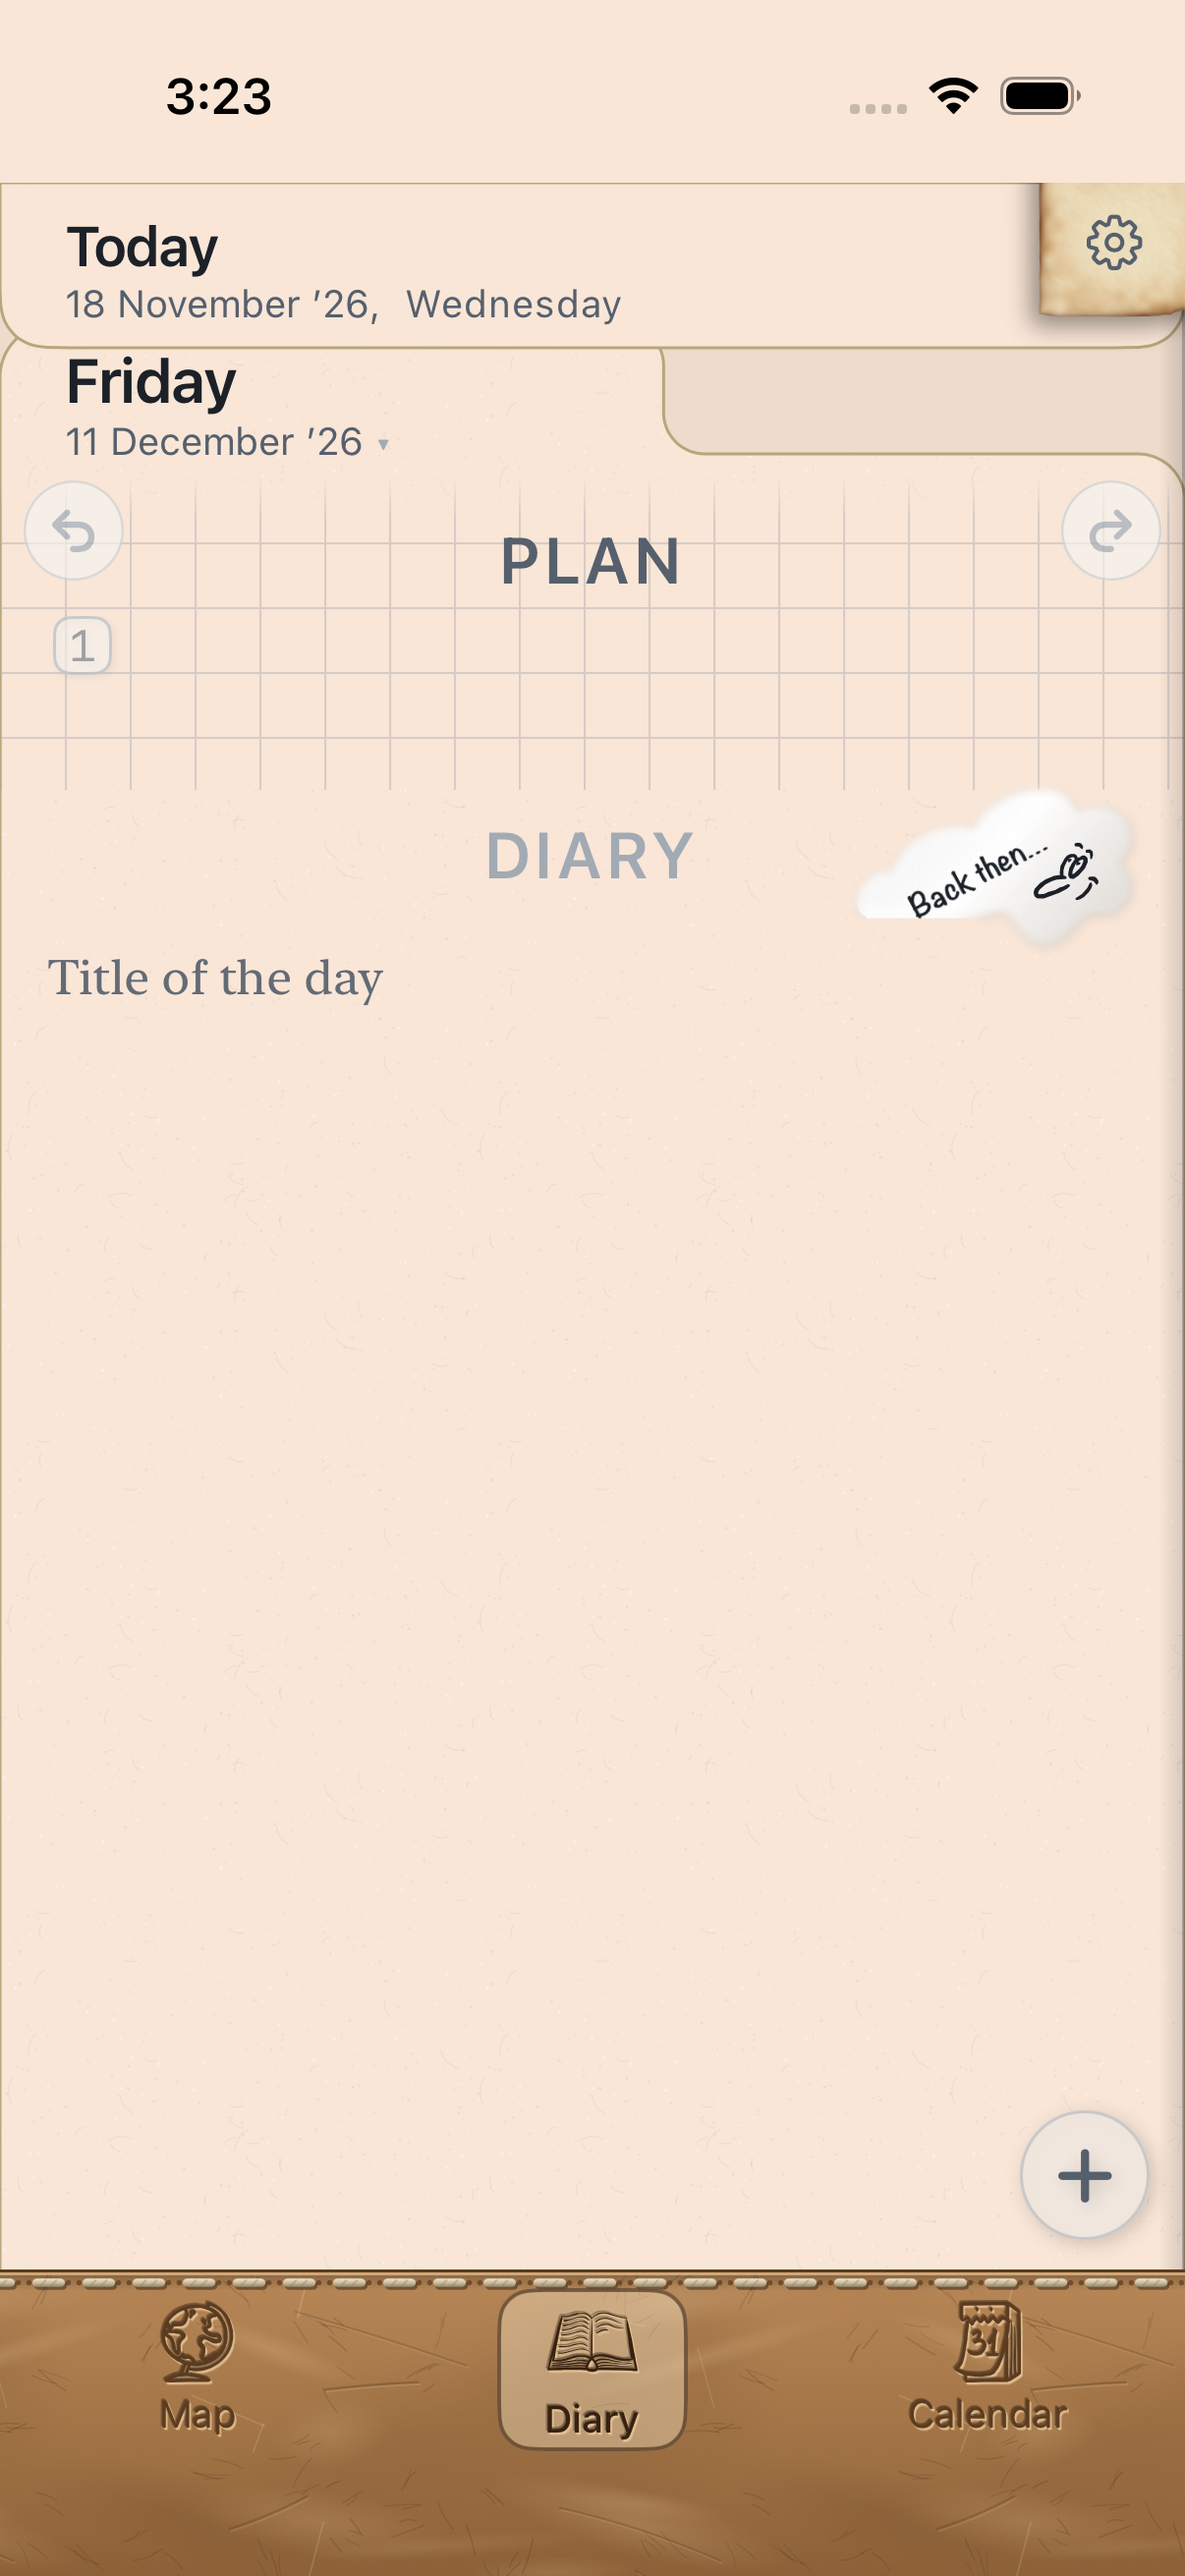 3:23
Today
18 November ’26, Wednesday
Friday
11 December ’26 ▾
PLAN
1
DIARY
Back then...
Title of the day
31
Map
Diary
Calendar